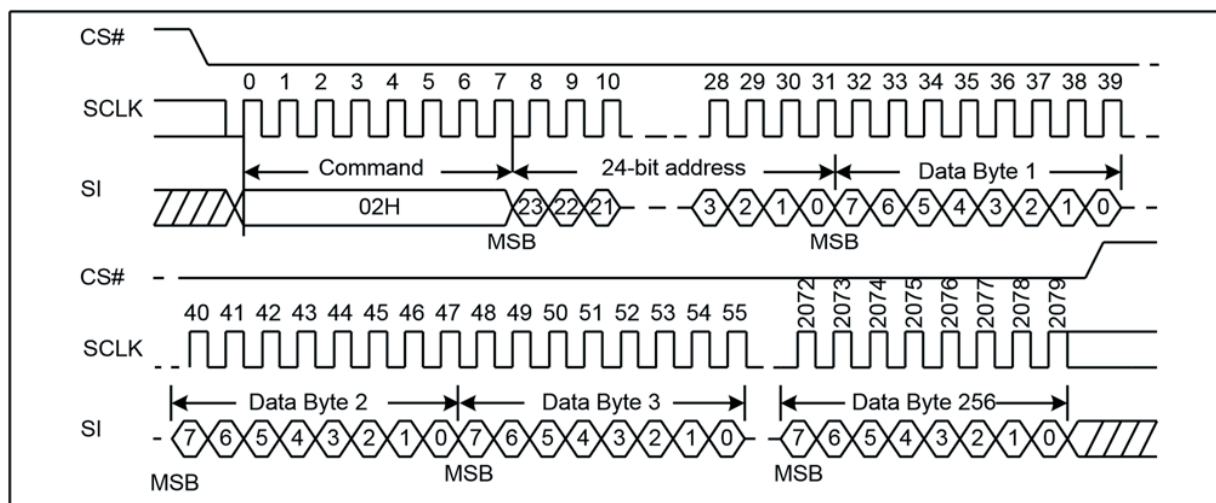 CS#
0 1 2 3 4 5 6 7 8 9 10 28 29 30 31 32 33 34 35 36 37 38 39
SCLK
Command 24-bit address Data Byte 1
SI
02H 23 22 21 3 2 1 0 7 6 5 4 3 2 1 0
MSB MSB
CS#
40 41 42 43 44 45 46 47 48 49 50 51 52 53 54 55 2072 2073 2074 2075 2076 2077 2078 2079
SCLK
Data Byte 2 Data Byte 3 Data Byte 256
SI
7 6 5 4 3 2 1 0 7 6 5 4 3 2 1 0 7 6 5 4 3 2 1 0
MSB MSB MSB